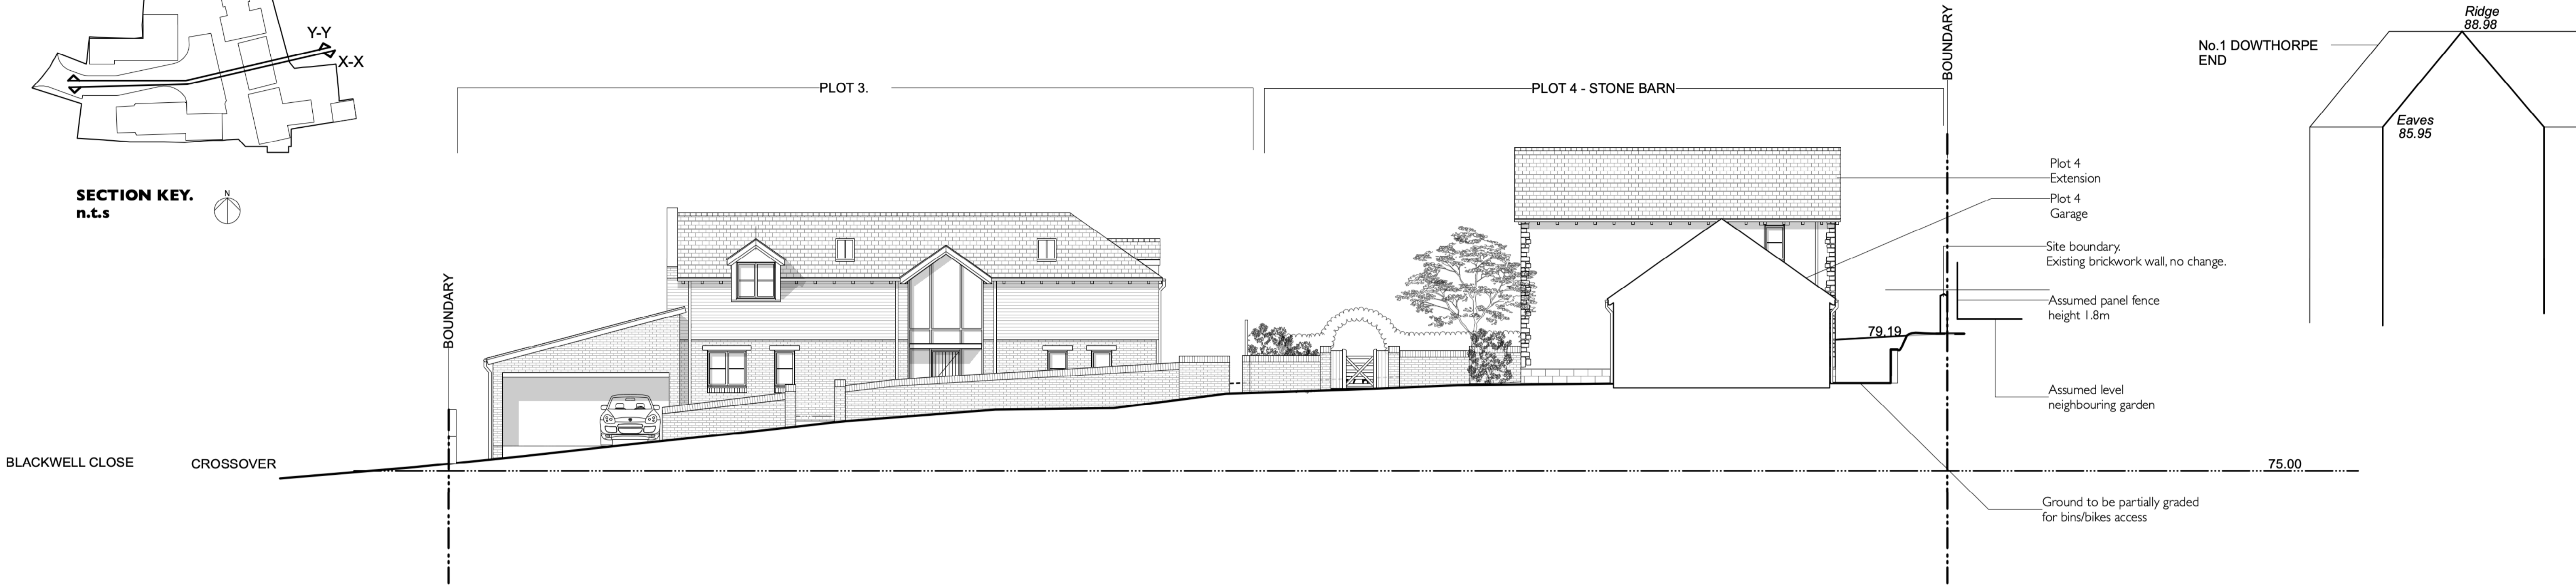 Y-Y
X-X
SECTION KEY.
n.t.s
N
PLOT 3.
PLOT 4 - STONE BARN
BOUNDARY
BOUNDARY
No.1 DOWTHORPE
END
Ridge
88.98
Eaves
85.95
Plot 4
Extension
Plot 4
Garage
Site boundary.
Existing brickwork wall, no change.
Assumed panel fence
height 1.8m
79.19
Assumed level
neighbouring garden
BLACKWELL CLOSE
CROSSOVER
75.00
Ground to be partially graded
for bins/bikes access